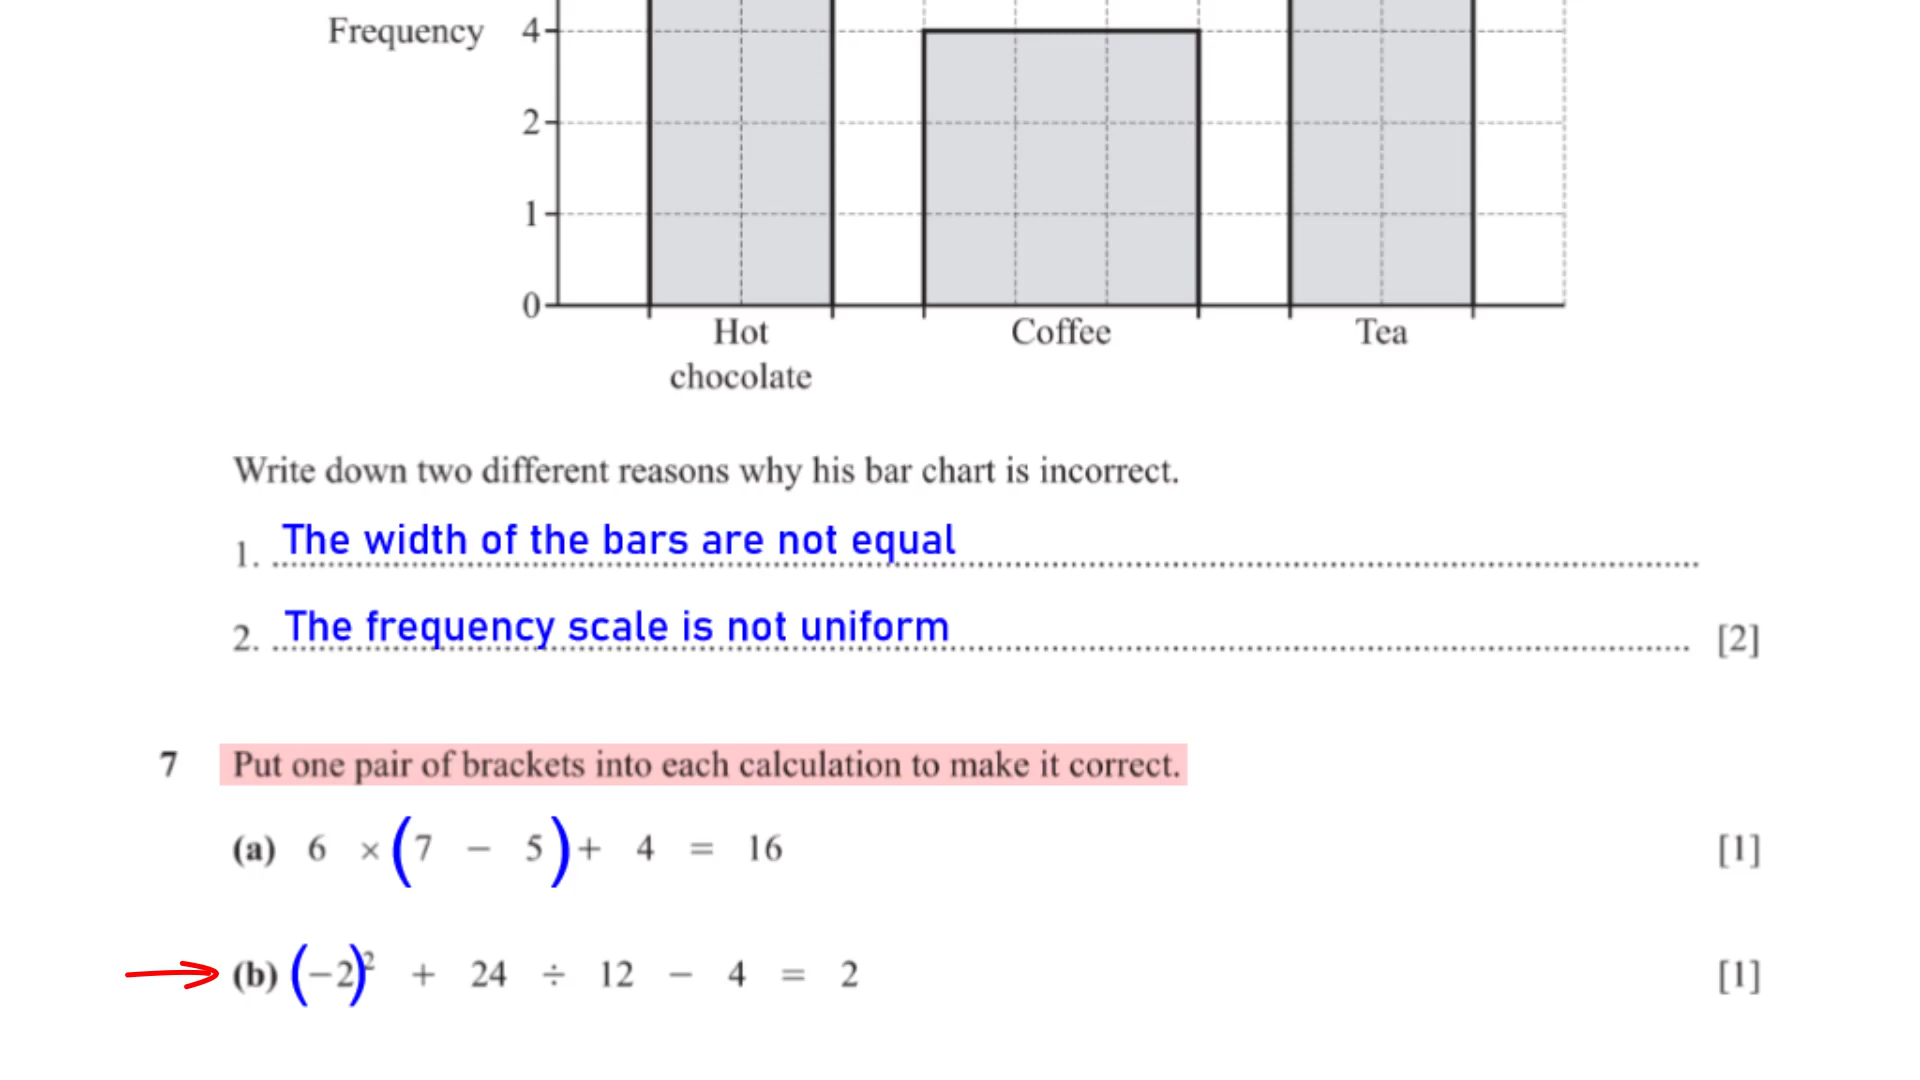 Frequency 4
2
1
0
Hot chocolate
Coffee
Tea
Write down two different reasons why his bar chart is incorrect.
1. The width of the bars are not equal
2. The frequency scale is not uniform [2]
7 Put one pair of brackets into each calculation to make it correct.
(a) 6 × (7 − 5) + 4 = 16 [1]
(b) (−2)² + 24 ÷ 12 − 4 = 2 [1]